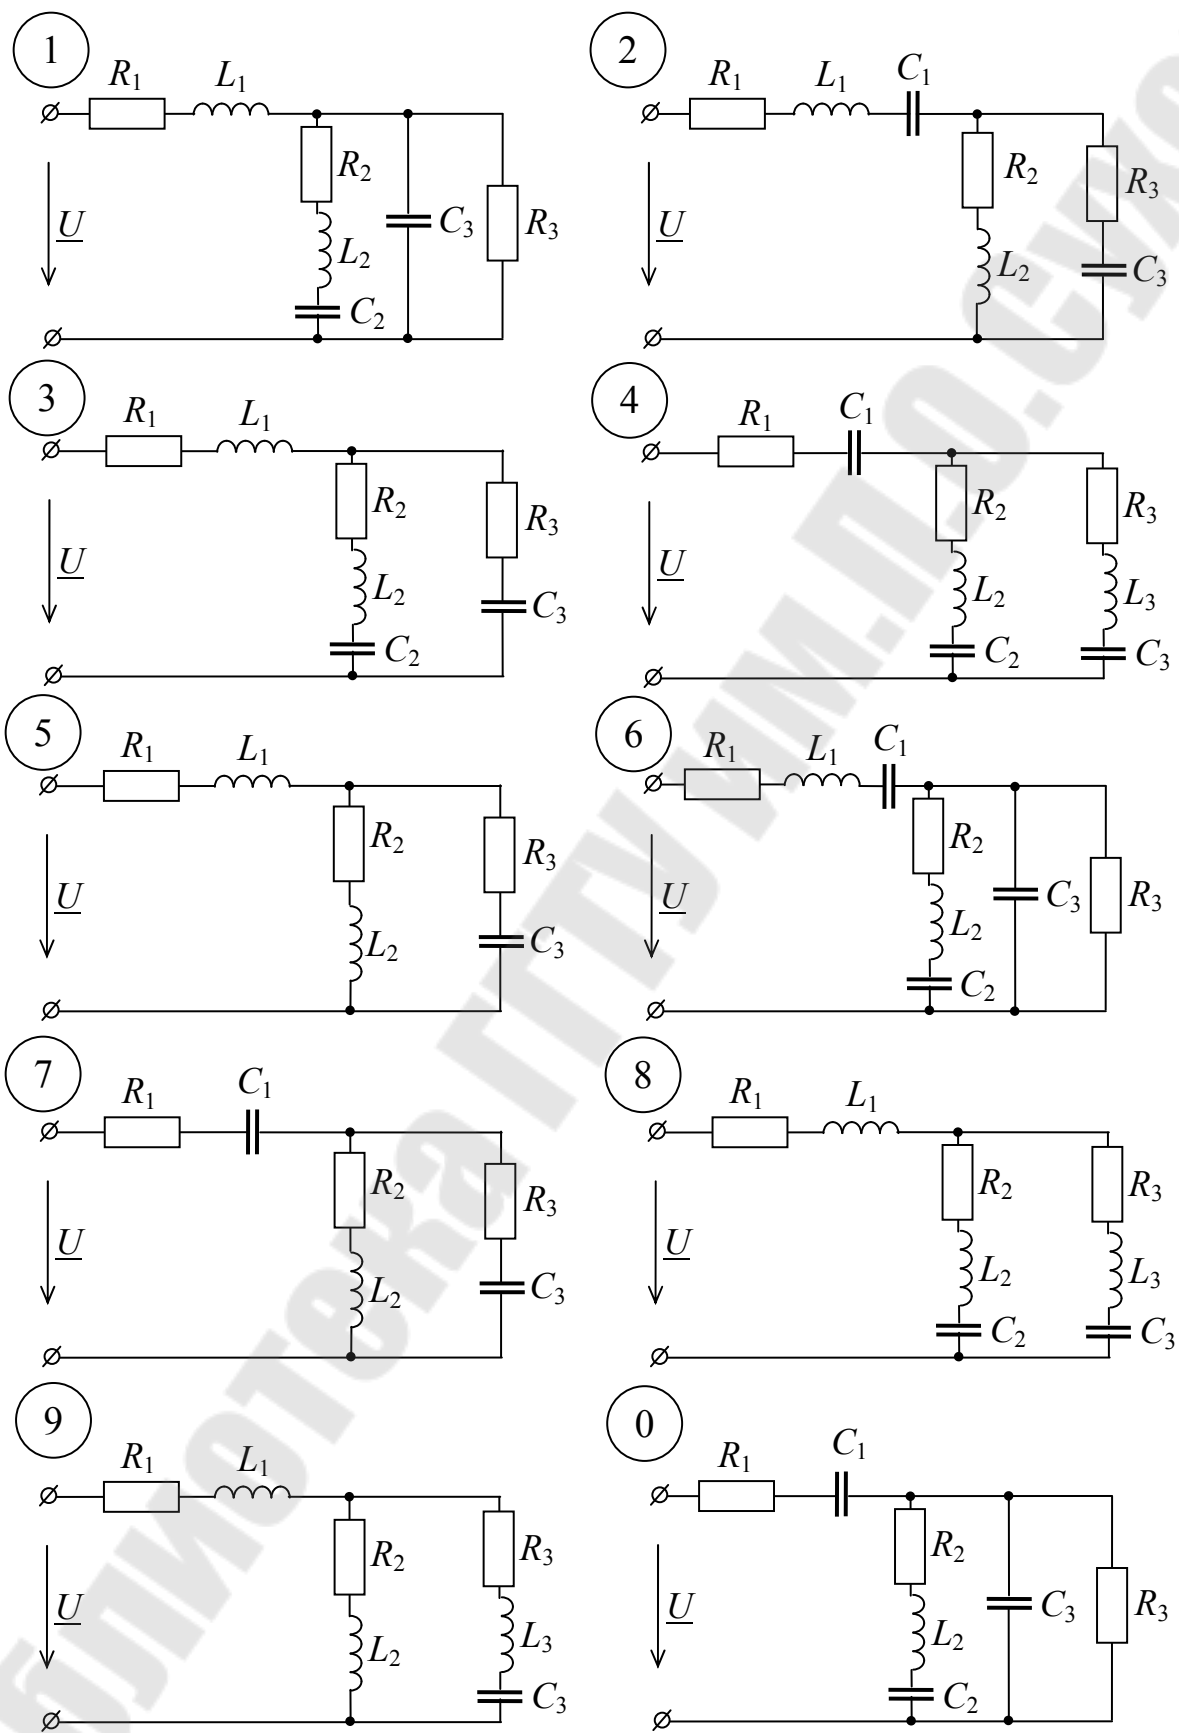 1
R1 L1
R2
U C3 R3
L2
C2
2
R1 L1 C1
R2 R3
U
L2 C3
3
R1 L1
R2 R3
U
L2 C3
C2
4
R1 C1
R2 R3
U
L2 L3
C2 C3
5
R1 L1
R2 R3
U
L2 C3
6
R1 L1 C1
R2
U C3 R3
L2
C2
7
R1 C1
R2 R3
U
L2 C3
8
R1 L1
R2 R3
U
L2 L3
C2 C3
9
R1 L1
R2 R3
U
L2 L3
C3
0
R1 C1
R2
U C3 R3
L2
C2
блиотека ГГТУ им.П.О.Сухо